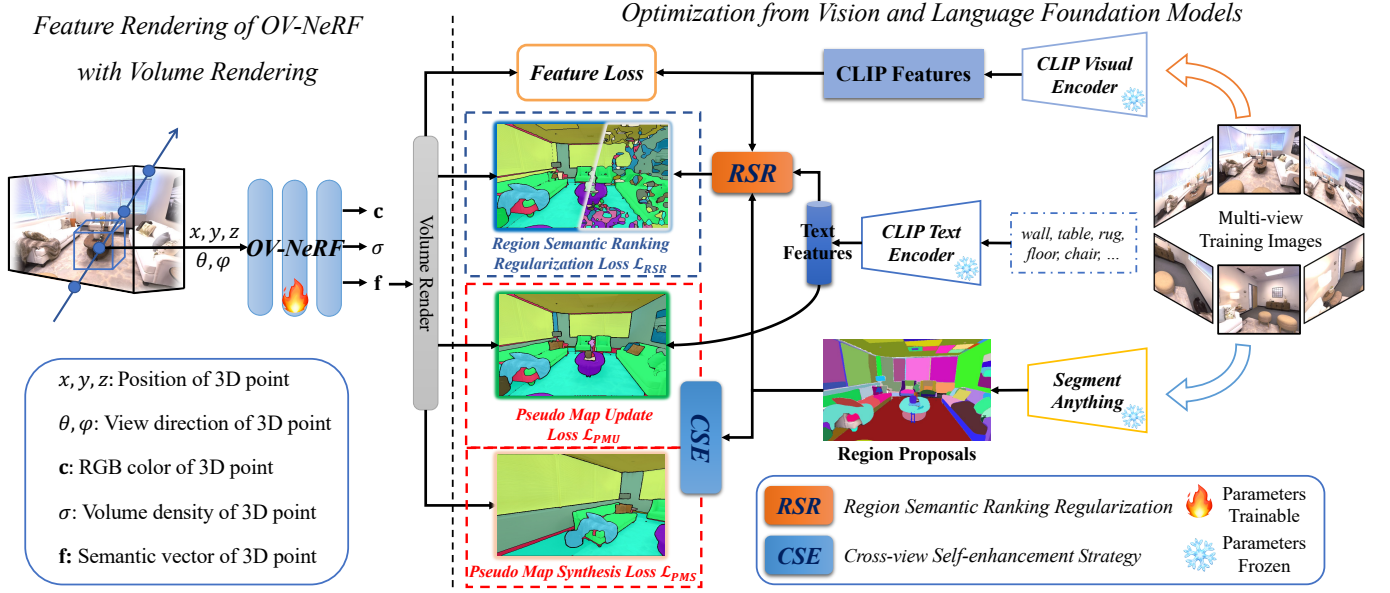 Feature Rendering of OV-NeRF
with Volume Rendering
Optimization from Vision and Language Foundation Models
x, y, z
θ, φ
OV-NeRF
c
σ
f
Volume Render
x, y, z: Position of 3D point
θ, φ: View direction of 3D point
c: RGB color of 3D point
σ: Volume density of 3D point
f: Semantic vector of 3D point
Feature Loss
CLIP Features
CLIP Visual
Encoder
Region Semantic Ranking
Regularization Loss ℒRSR
RSR
Text
Features
CLIP Text
Encoder
wall, table, rug,
floor, chair, ...
Multi-view
Training Images
Pseudo Map Update
Loss ℒPMU
CSE
Pseudo Map Synthesis Loss ℒPMS
Region Proposals
Segment
Anything
RSR
Region Semantic Ranking Regularization
Parameters
Trainable
CSE
Cross-view Self-enhancement Strategy
Parameters
Frozen